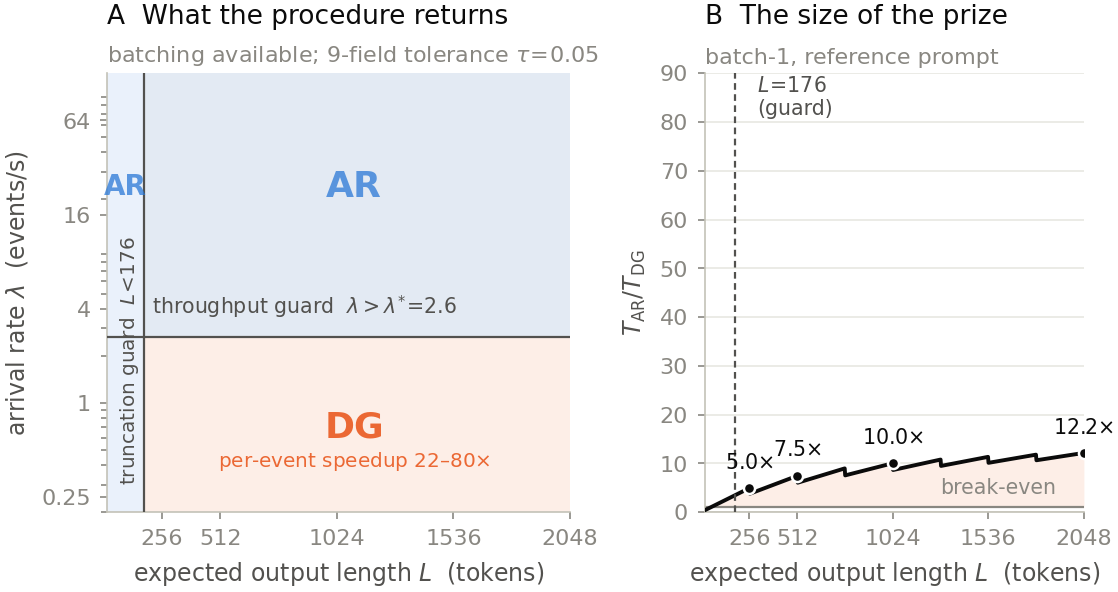 A What the procedure returns
batching available; 9-field tolerance τ=0.05
64
16
4
1
0.25
arrival rate λ (events/s)
AR
AR
truncation guard L<176
throughput guard λ>λ*=2.6
DG
per-event speedup 22–80×
256 512 1024 1536 2048
expected output length L (tokens)
B The size of the prize
batch-1, reference prompt
90
80
70
60
50
40
30
20
10
0
T_AR/T_DG
L=176
(guard)
5.0×
7.5×
10.0×
12.2×
break-even
256 512 1024 1536 2048
expected output length L (tokens)